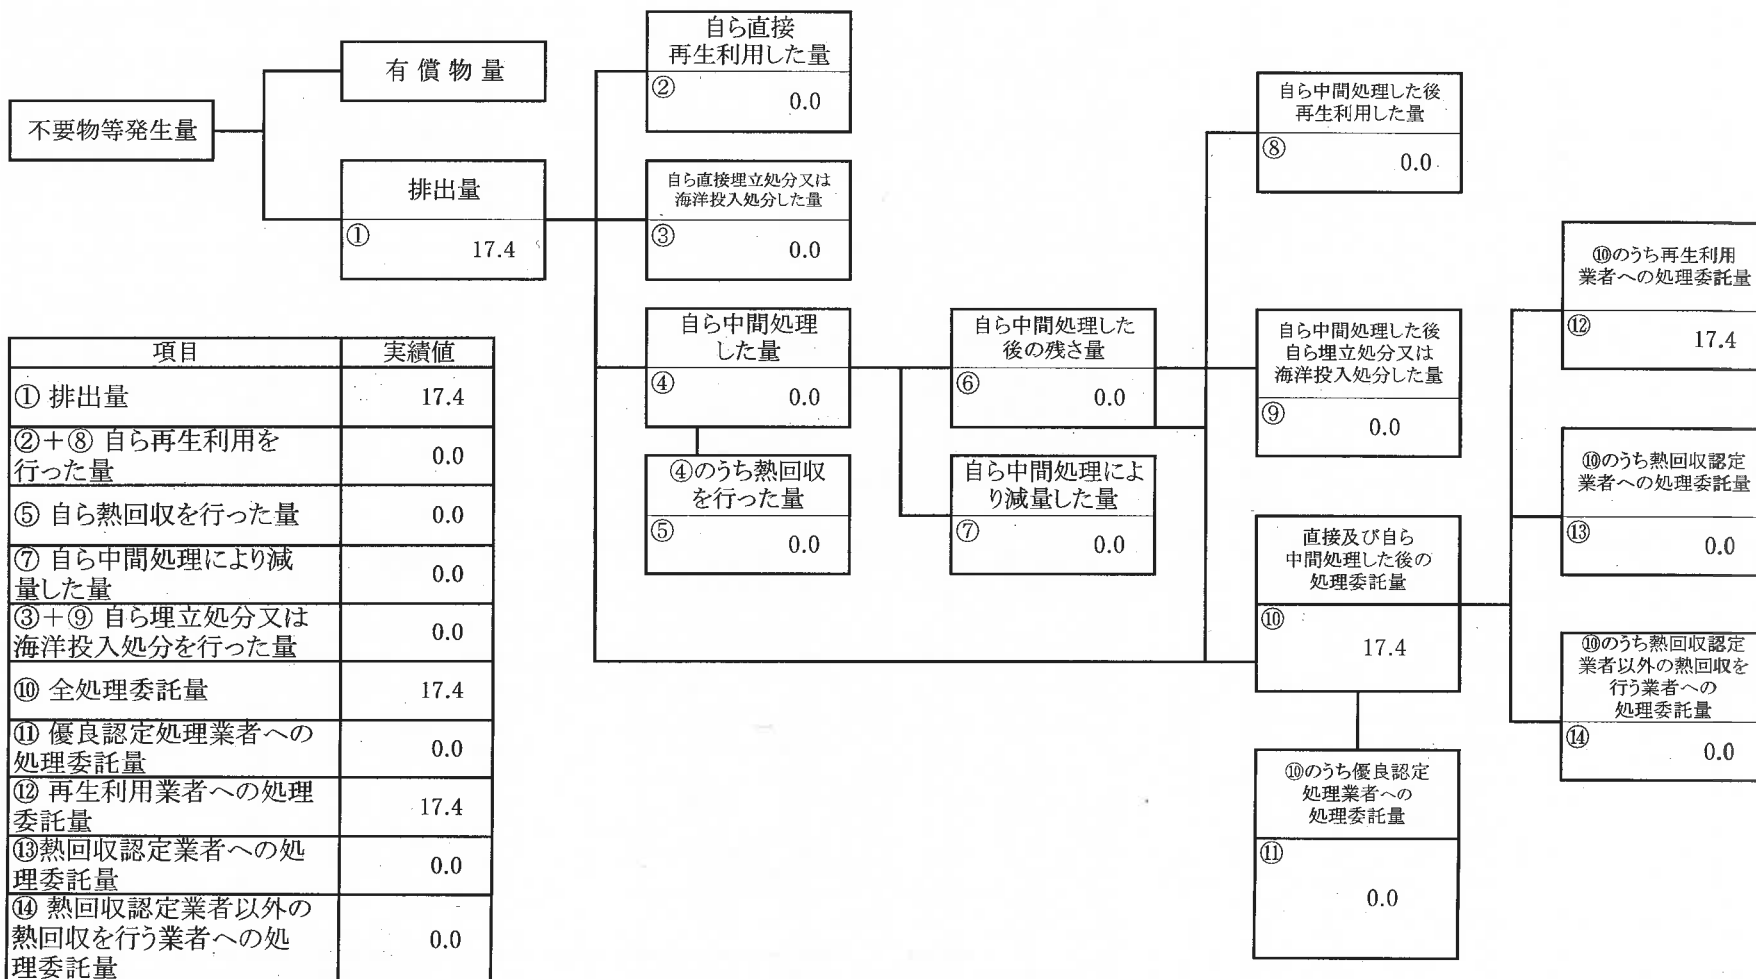 不要物等発生量
有償物量
排出量
①
17.4
自ら直接
再生利用した量
②
0.0
自ら直接埋立処分又は
海洋投入処分した量
③
0.0
自ら中間処理
した量
④
0.0
④のうち熱回収
を行った量
⑤
0.0
自ら中間処理した
後の残さ量
⑥
0.0
自ら中間処理によ
り減量した量
⑦
0.0
自ら中間処理した後
再生利用した量
⑧
0.0
自ら中間処理した後
自ら埋立処分又は
海洋投入処分した量
⑨
0.0
直接及び自ら
中間処理した後の
処理委託量
⑩
17.4
⑩のうち優良認定
処理業者への
処理委託量
⑪
0.0
⑩のうち再生利用
業者への処理委託量
⑫
17.4
⑩のうち熱回収認定
業者への処理委託量
⑬
0.0
⑩のうち熱回収認定
業者以外の熱回収を
行う業者への
処理委託量
⑭
0.0
項目 実績値
① 排出量 17.4
②+⑧ 自ら再生利用を
行った量 0.0
⑤ 自ら熱回収を行った量 0.0
⑦ 自ら中間処理により減
量した量 0.0
③+⑨ 自ら埋立処分又は
海洋投入処分を行った量 0.0
⑩ 全処理委託量 17.4
⑪ 優良認定処理業者への
処理委託量 0.0
⑫ 再生利用業者への処理
委託量 17.4
⑬熱回収認定業者への処
理委託量 0.0
⑭ 熱回収認定業者以外の
熱回収を行う業者への処
理委託量 0.0